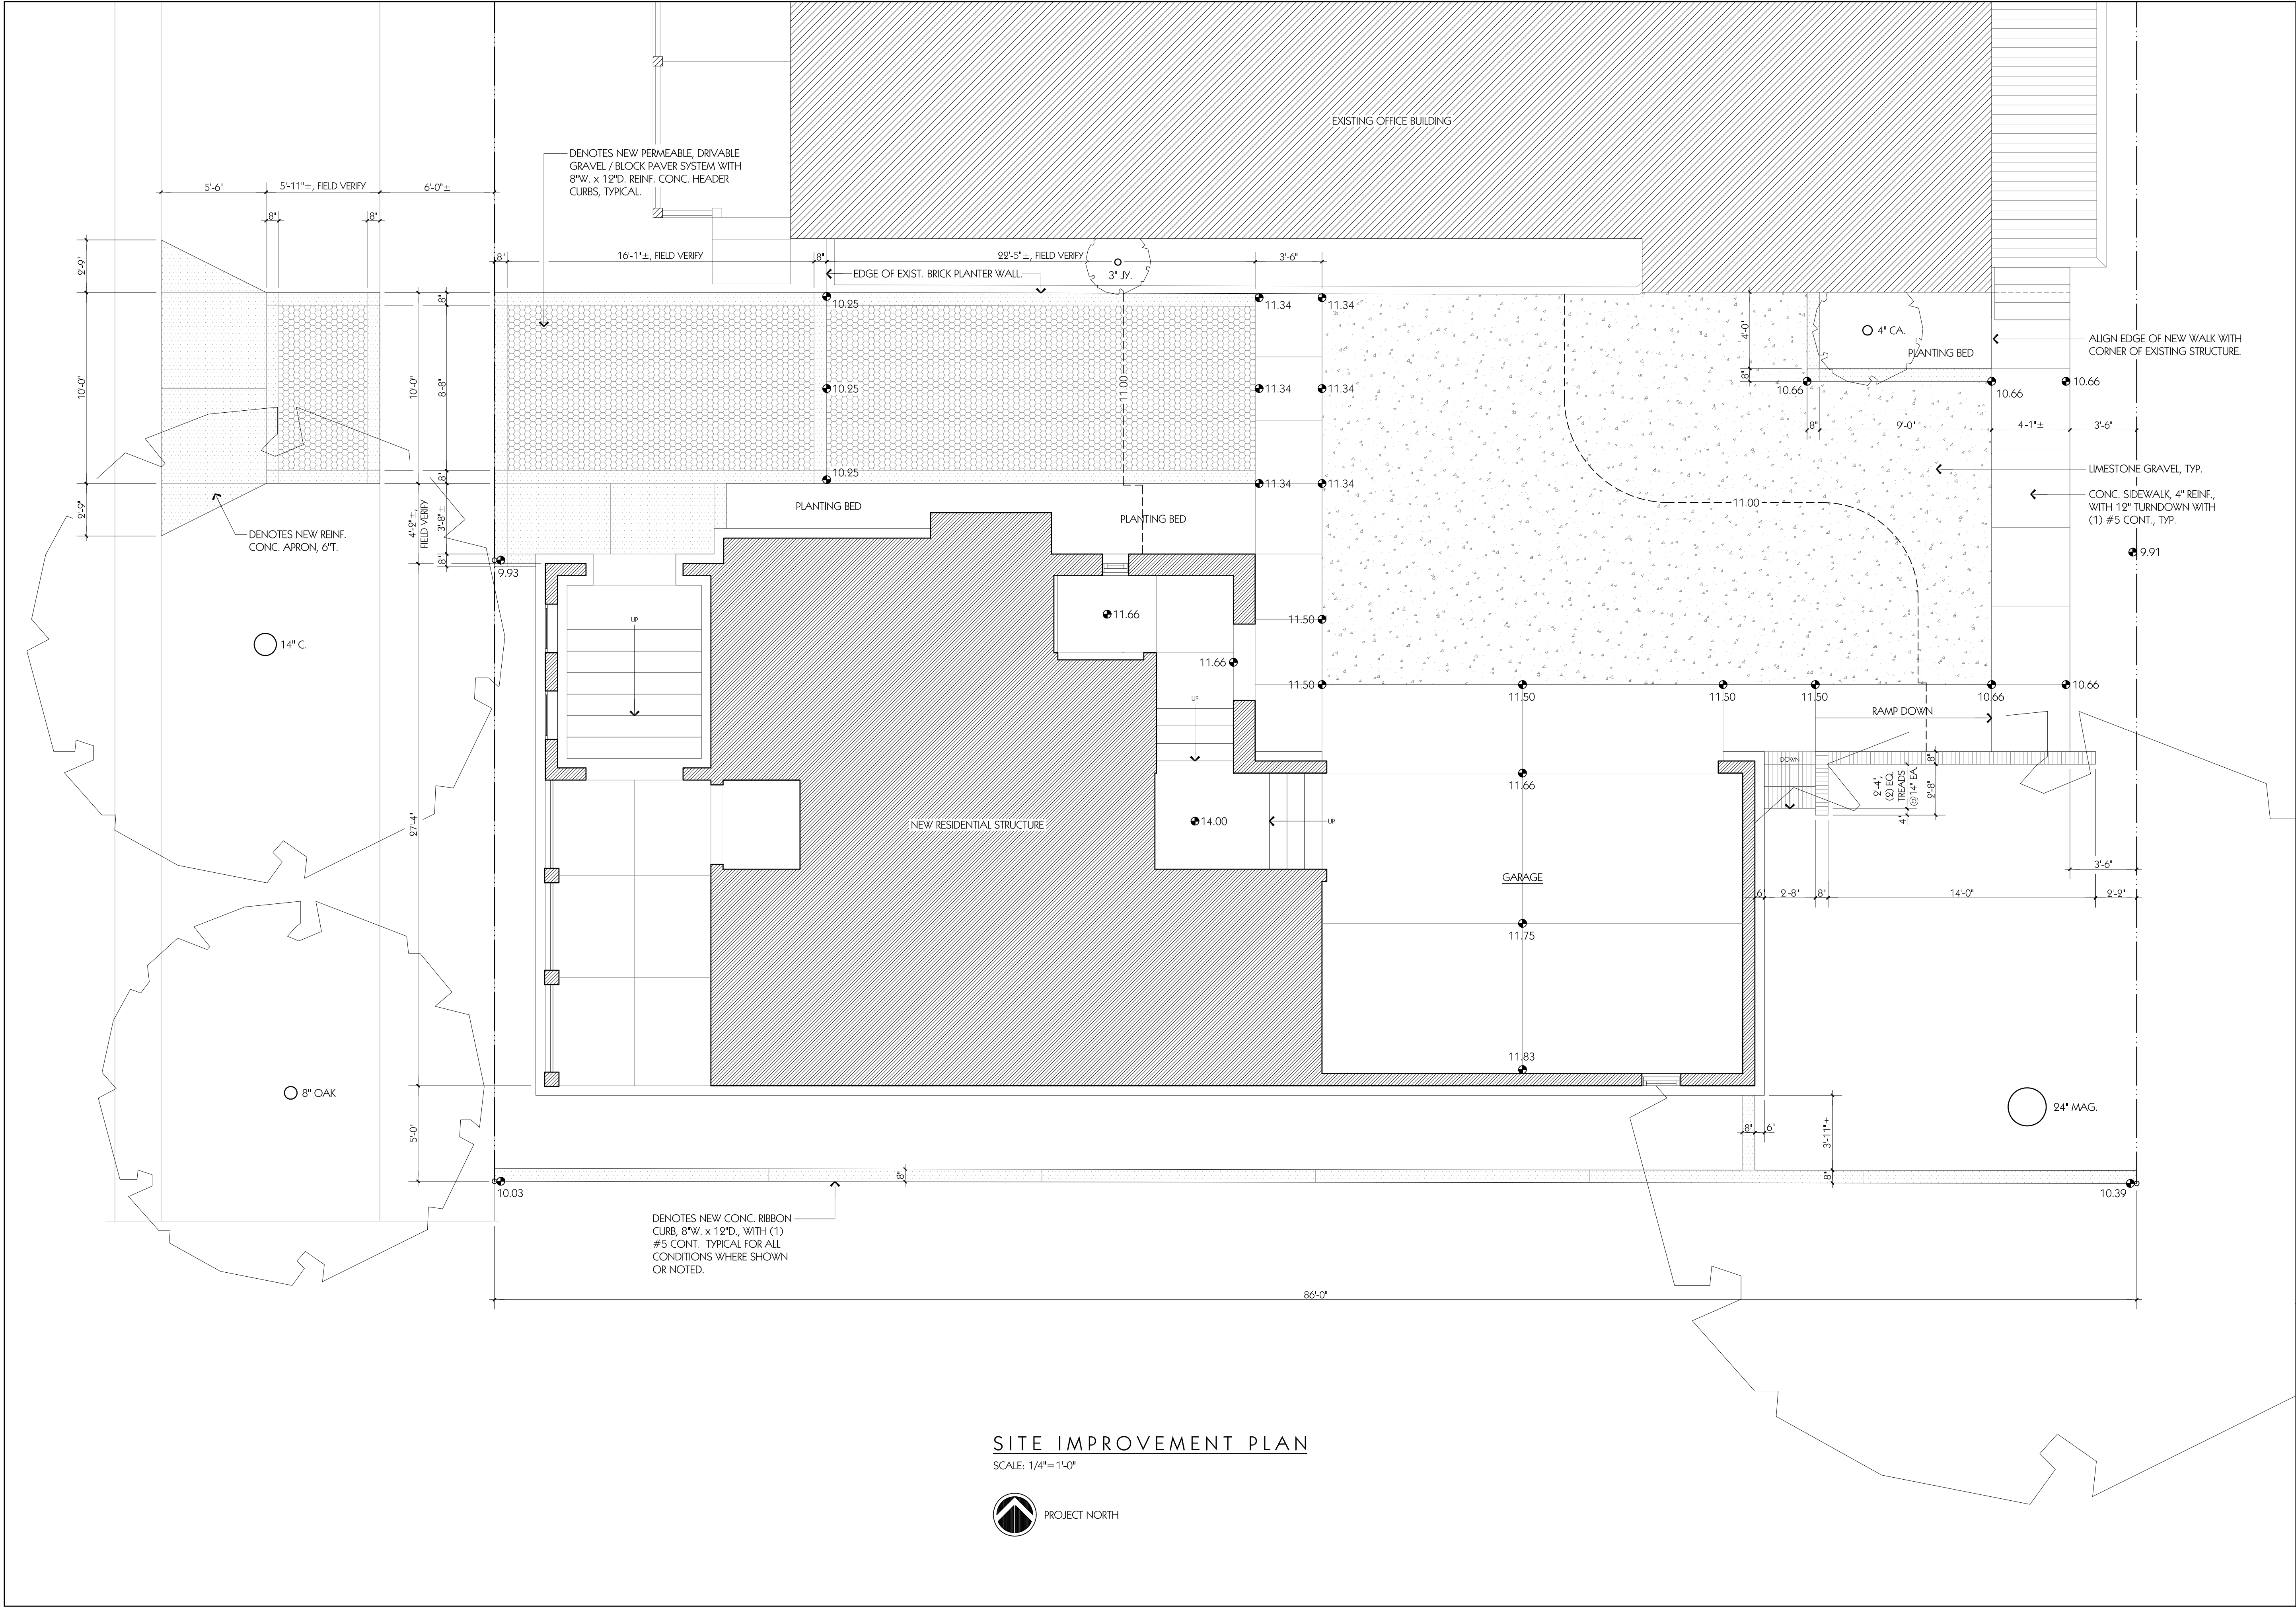 EXISTING OFFICE BUILDING
DENOTES NEW PERMEABLE, DRIVABLE
GRAVEL / BLOCK PAVER SYSTEM WITH
8"W. x 12"D. REINF. CONC. HEADER
CURBS, TYPICAL.
5'-6"
5'-11"±, FIELD VERIFY
6'-0"±
8"
8"
2'-9"
10'-0"
2'-9"
8"
16'-1"±, FIELD VERIFY
8"
22'-5"±, FIELD VERIFY
3'-6"
3" JY.
EDGE OF EXIST. BRICK PLANTER WALL.
10.25
11.34
11.34
8"
8'-8"
10'-0"
8"
10.25
11.00
11.34
11.34
10.25
11.34
11.34
4'-0"
8"
4" CA.
PLANTING BED
ALIGN EDGE OF NEW WALK WITH
CORNER OF EXISTING STRUCTURE.
10.66
10.66
10.66
8"
9'-0"
4'-1"±
3'-6"
LIMESTONE GRAVEL, TYP.
CONC. SIDEWALK, 4" REINF.,
WITH 12" TURNDOWN WITH
(1) #5 CONT., TYP.
11.00
9.91
DENOTES NEW REINF.
CONC. APRON, 6"T.
4'-2"±,
FIELD VERIFY
3'-8"±
8"
9.93
PLANTING BED
PLANTING BED
14" C.
UP
11.66
11.50
11.66
11.50
11.50
11.50
11.50
10.66
10.66
UP
RAMP DOWN
DOWN
2'-4",
(2) EQ.
TREADS
@14" EA.
4"
8"
2'-8"
11.66
27'-4"
NEW RESIDENTIAL STRUCTURE
14.00
UP
GARAGE
3'-6"
6"
2'-8"
8"
14'-0"
2'-2"
11.75
11.83
8" OAK
24" MAG.
5'-0"
8"
6"
3'-11"±
8"
8"
10.03
10.39
DENOTES NEW CONC. RIBBON
CURB, 8"W. x 12"D., WITH (1)
#5 CONT. TYPICAL FOR ALL
CONDITIONS WHERE SHOWN
OR NOTED.
86'-0"
SITE IMPROVEMENT PLAN
SCALE: 1/4"=1'-0"
PROJECT NORTH